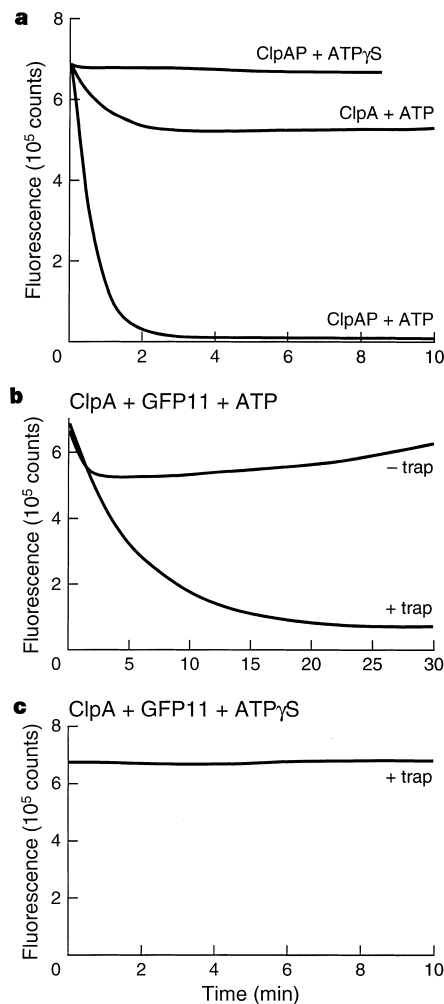 a
8
6
4
2
0
2
4
6
8
10
Fluorescence (10⁵ counts)
ClpAP + ATPγS
ClpA + ATP
ClpAP + ATP
b
ClpA + GFP11 + ATP
6
4
2
0
5
10
15
20
25
30
Fluorescence (10⁵ counts)
– trap
+ trap
c
ClpA + GFP11 + ATPγS
8
6
4
2
0
2
4
6
8
10
Fluorescence (10⁵ counts)
+ trap
Time (min)